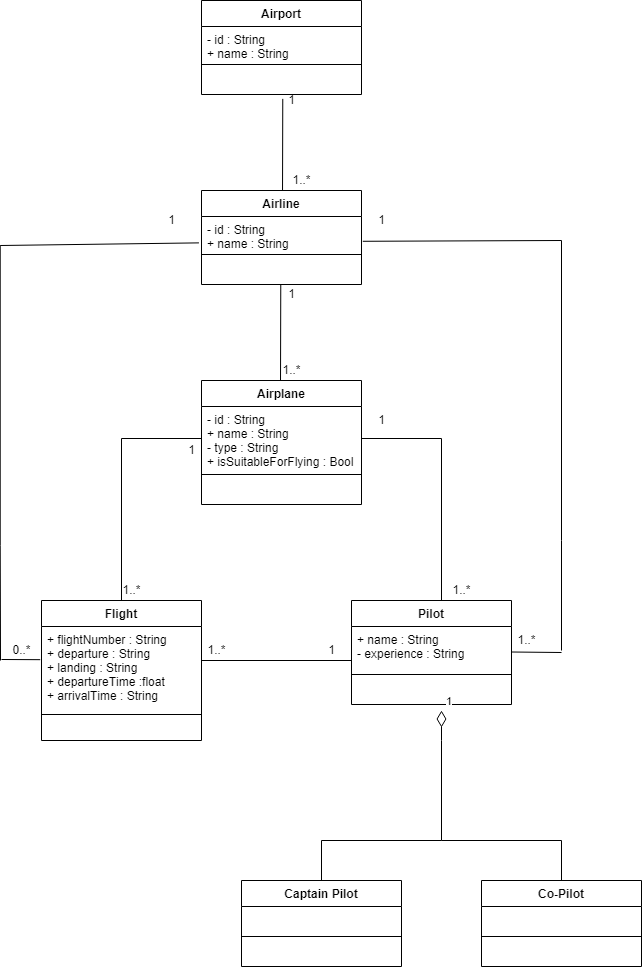 Airport
- id : String
+ name : String
1
1..*
Airline
- id : String
+ name : String
1
1
1
1..*
Airplane
- id : String
+ name : String
- type : String
+ isSuitableForFlying : Bool
1
1
1..*
1..*
Flight
+ flightNumber : String
+ departure : String
+ landing : String
+ departureTime :float
+ arrivalTime : String
0..*
1..*
1
Pilot
+ name : String
- experience : String
1..*
1
Captain Pilot
Co-Pilot